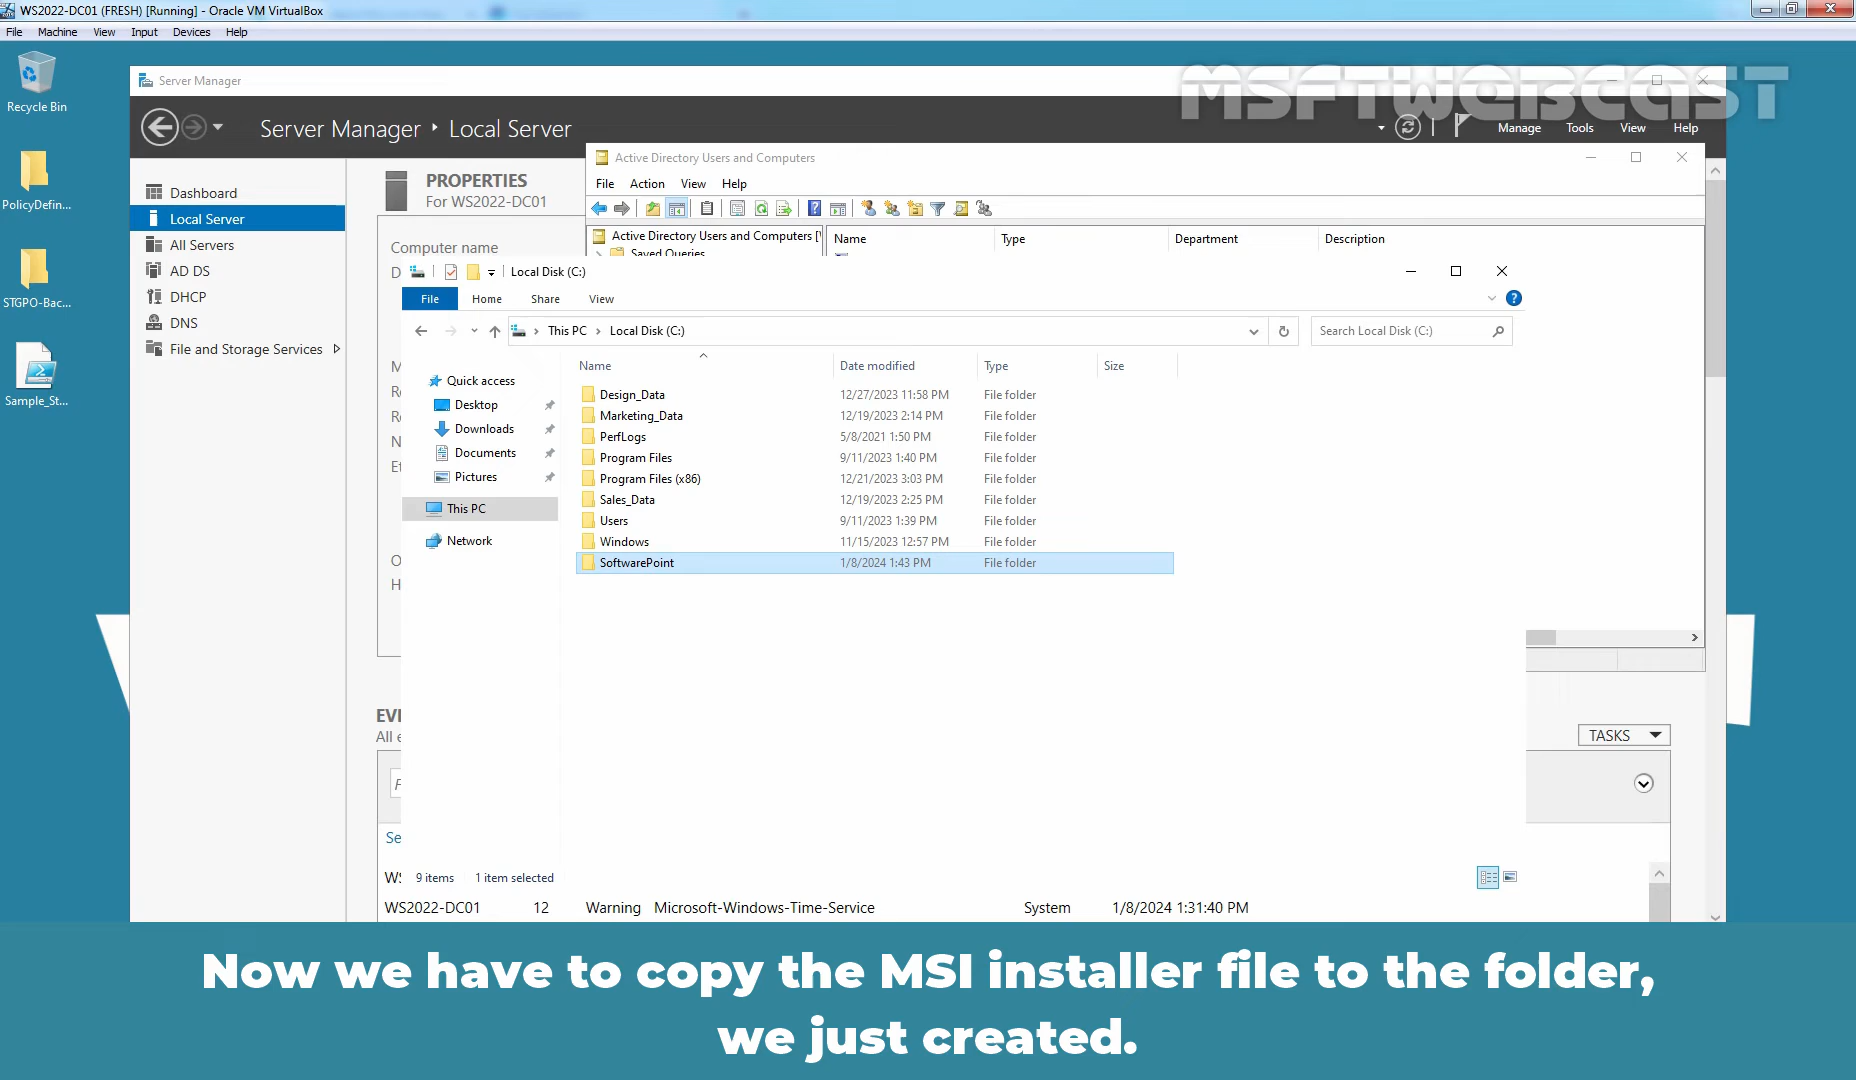 WS2022-DC01 (FRESH) [Running] - Oracle VM VirtualBox
File Machine View Input Devices Help
Recycle Bin
PolicyDefin...
STGPO-Bac...
Sample_St...
MSFTWEBCAST
Server Manager
Server Manager ‣ Local Server
Manage Tools View Help
Dashboard
Local Server
All Servers
AD DS
DHCP
DNS
File and Storage Services
PROPERTIES
For WS2022-DC01
Computer name
D
Active Directory Users and Computers
File Action View Help
Active Directory Users and Computers [
Saved Queries
Name Type Department Description
Local Disk (C:)
File Home Share View
This PC › Local Disk (C:)
Search Local Disk (C:)
Quick access
Desktop
Downloads
Documents
Pictures
This PC
Network
Name Date modified Type Size
Design_Data 12/27/2023 11:58 PM File folder
Marketing_Data 12/19/2023 2:14 PM File folder
PerfLogs 5/8/2021 1:50 PM File folder
Program Files 9/11/2023 1:40 PM File folder
Program Files (x86) 12/21/2023 3:03 PM File folder
Sales_Data 12/19/2023 2:25 PM File folder
Users 9/11/2023 1:39 PM File folder
Windows 11/15/2023 12:57 PM File folder
SoftwarePoint 1/8/2024 1:43 PM File folder
9 items 1 item selected
EVE
All e
TASKS
Se
WS2022-DC01 12 Warning Microsoft-Windows-Time-Service System 1/8/2024 1:31:40 PM
Now we have to copy the MSI installer file to the folder,
we just created.